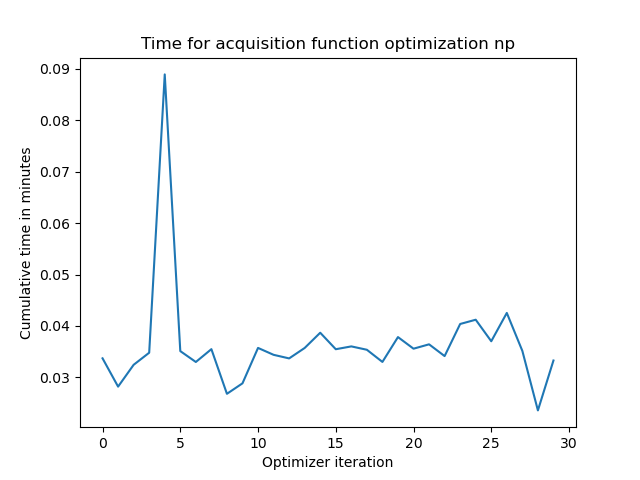 Time for acquisition function optimization np
0.09
0.08
0.07
0.06
0.05
0.04
0.03
Cumulative time in minutes
0 5 10 15 20 25 30
Optimizer iteration